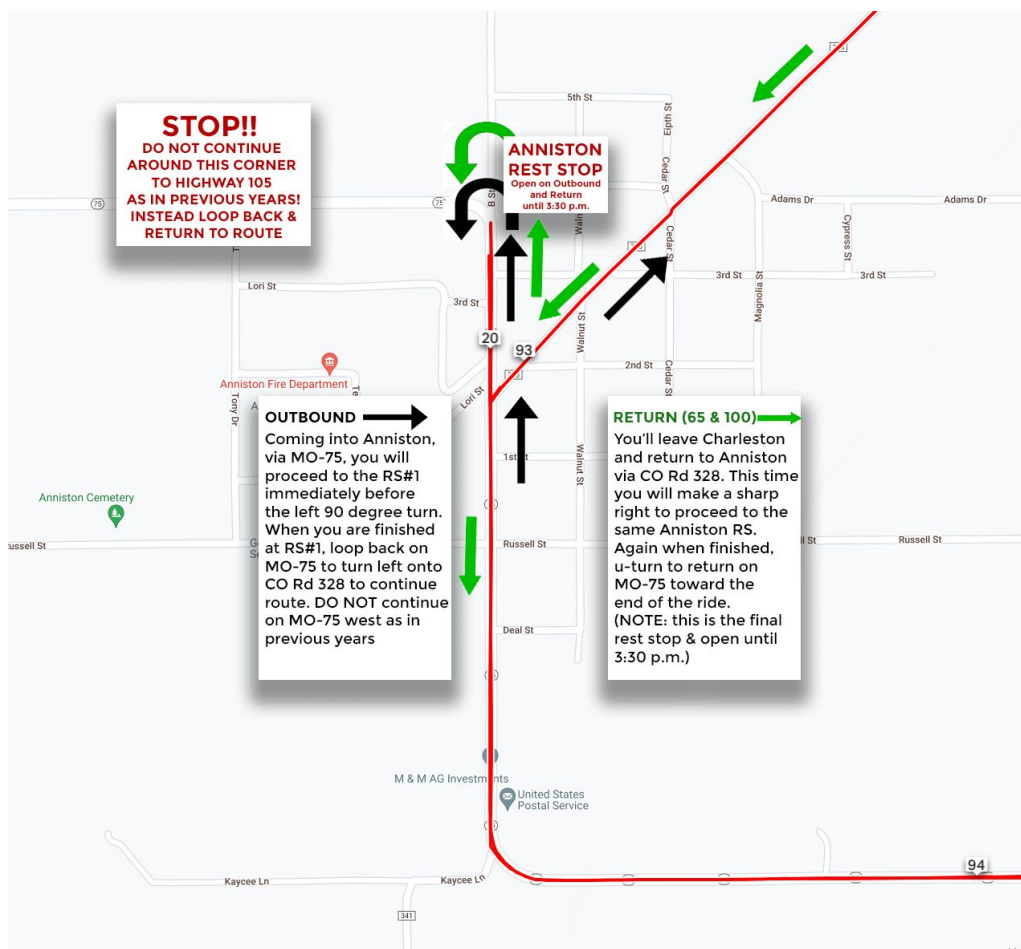 5th St
Elpth St
STOP!!
DO NOT CONTINUE
AROUND THIS CORNER
TO HIGHWAY 105
AS IN PREVIOUS YEARS!
INSTEAD LOOP BACK &
RETURN TO ROUTE
ANNISTON
REST STOP
Open on Outbound
and Return
until 3:30 p.m.
B St
Cedar St
75
75
Adams Dr
Adams Dr
Cypress St
Cedar St
3rd St
3rd St
Lori St
3rd St
Magnolia St
Walnut St
20
93
2nd St
Cedar St
Anniston Fire Department
Lori St
Tony Dr
OUTBOUND
Coming into Anniston,
via MO-75, you will
proceed to the RS#1
immediately before
the left 90 degree turn.
When you are finished
at RS#1, loop back on
MO-75 to turn left onto
CO Rd 328 to continue
route. DO NOT continue
on MO-75 west as in
previous years
RETURN (65 & 100)
You'll leave Charleston
and return to Anniston
via CO Rd 328. This time
you will make a sharp
right to proceed to the
same Anniston RS.
Again when finished,
u-turn to return on
MO-75 toward the
end of the ride.
(NOTE: this is the final
rest stop & open until
3:30 p.m.)
Walnut St
Anniston Cemetery
Russell St
Russell St
Deal St
M & M AG Investments
United States
Postal Service
94
Kaycee Ln
Kaycee Ln
341